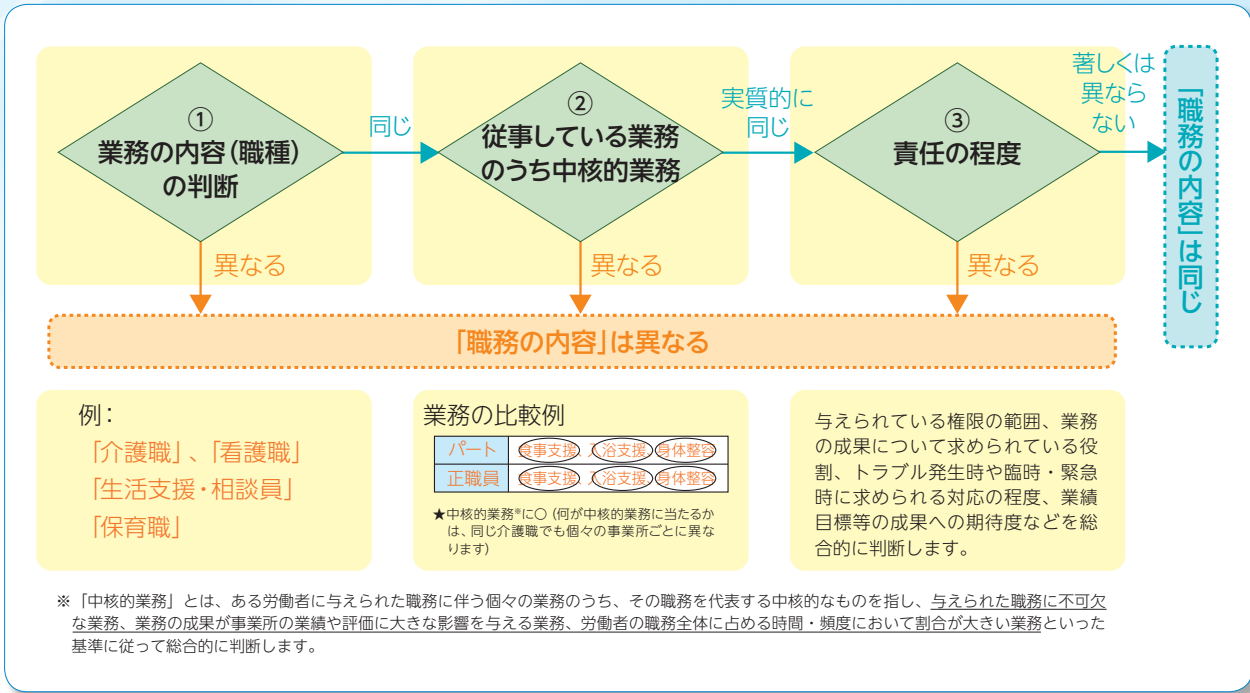 ①
業務の内容(職種)
の判断
同じ
②
従事している業務
のうち中核的業務
実質的に
同じ
③
責任の程度
著しくは
異なら
ない
「職務の内容」は同じ
異なる
異なる
異なる
「職務の内容」は異なる
例：
「介護職」、「看護職」
「生活支援・相談員」
「保育職」
業務の比較例
パート 食事支援、入浴支援、身体整容
正職員 食事支援、入浴支援、身体整容
★中核的業務※に〇 (何が中核的業務に当たるか
は、同じ介護職でも個々の事業所ごとに異な
ります)
与えられている権限の範囲、業務
の成果について求められている役
割、トラブル発生時や臨時・緊急
時に求められる対応の程度、業績
目標等の成果への期待度などを総
合的に判断します。
※「中核的業務」とは、ある労働者に与えられた職務に伴う個々の業務のうち、その職務を代表する中核的なものを指し、与えられた職務に不可欠
な業務、業務の成果が事業所の業績や評価に大きな影響を与える業務、労働者の職務全体に占める時間・頻度において割合が大きい業務といった
基準に従って総合的に判断します。